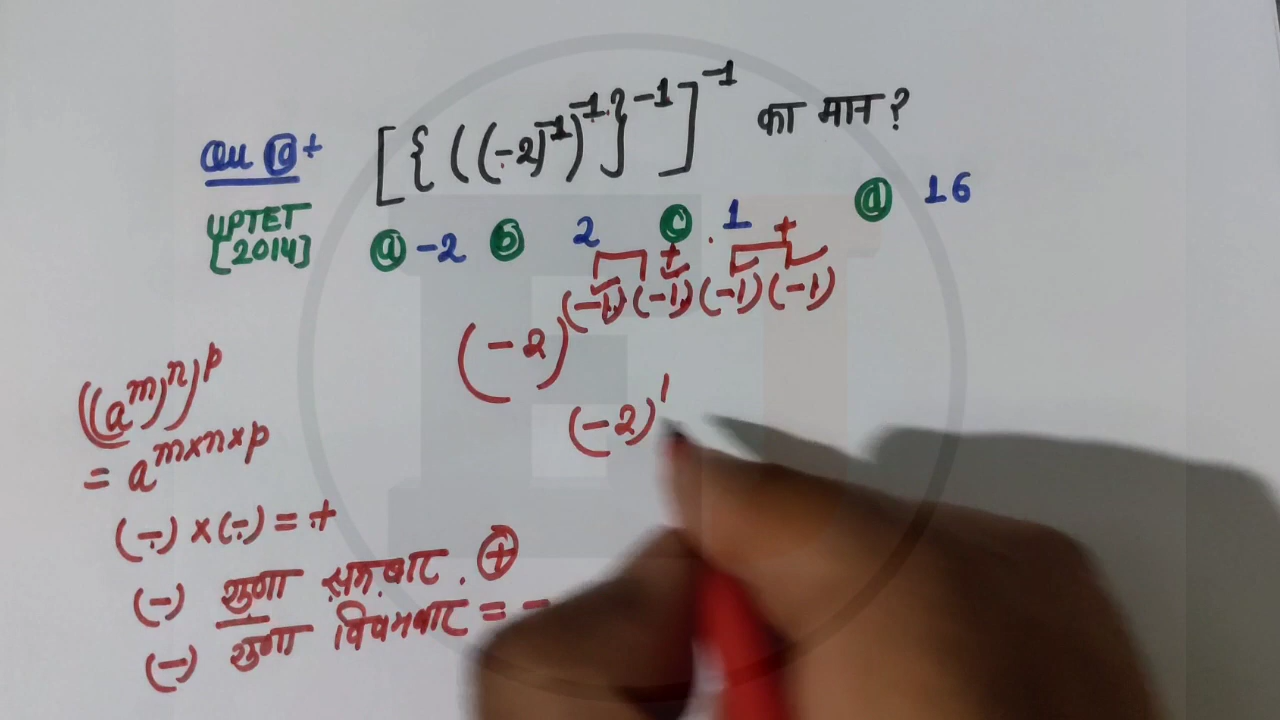 Qu 10 ÷ [{((-2)⁻¹)⁻¹}⁻¹]⁻¹ का मान ?
UPTET [2014]
a -2 b 2 c 1 d 16
+ +
(-2)^(-1)(-1)(-1)(-1)
(-2)^1
((a^m)^n)^p
= a^m×n×p
(-) × (-) = +
(-) गुणा समबार . +
(-) गुणा विषमबार = -
EI